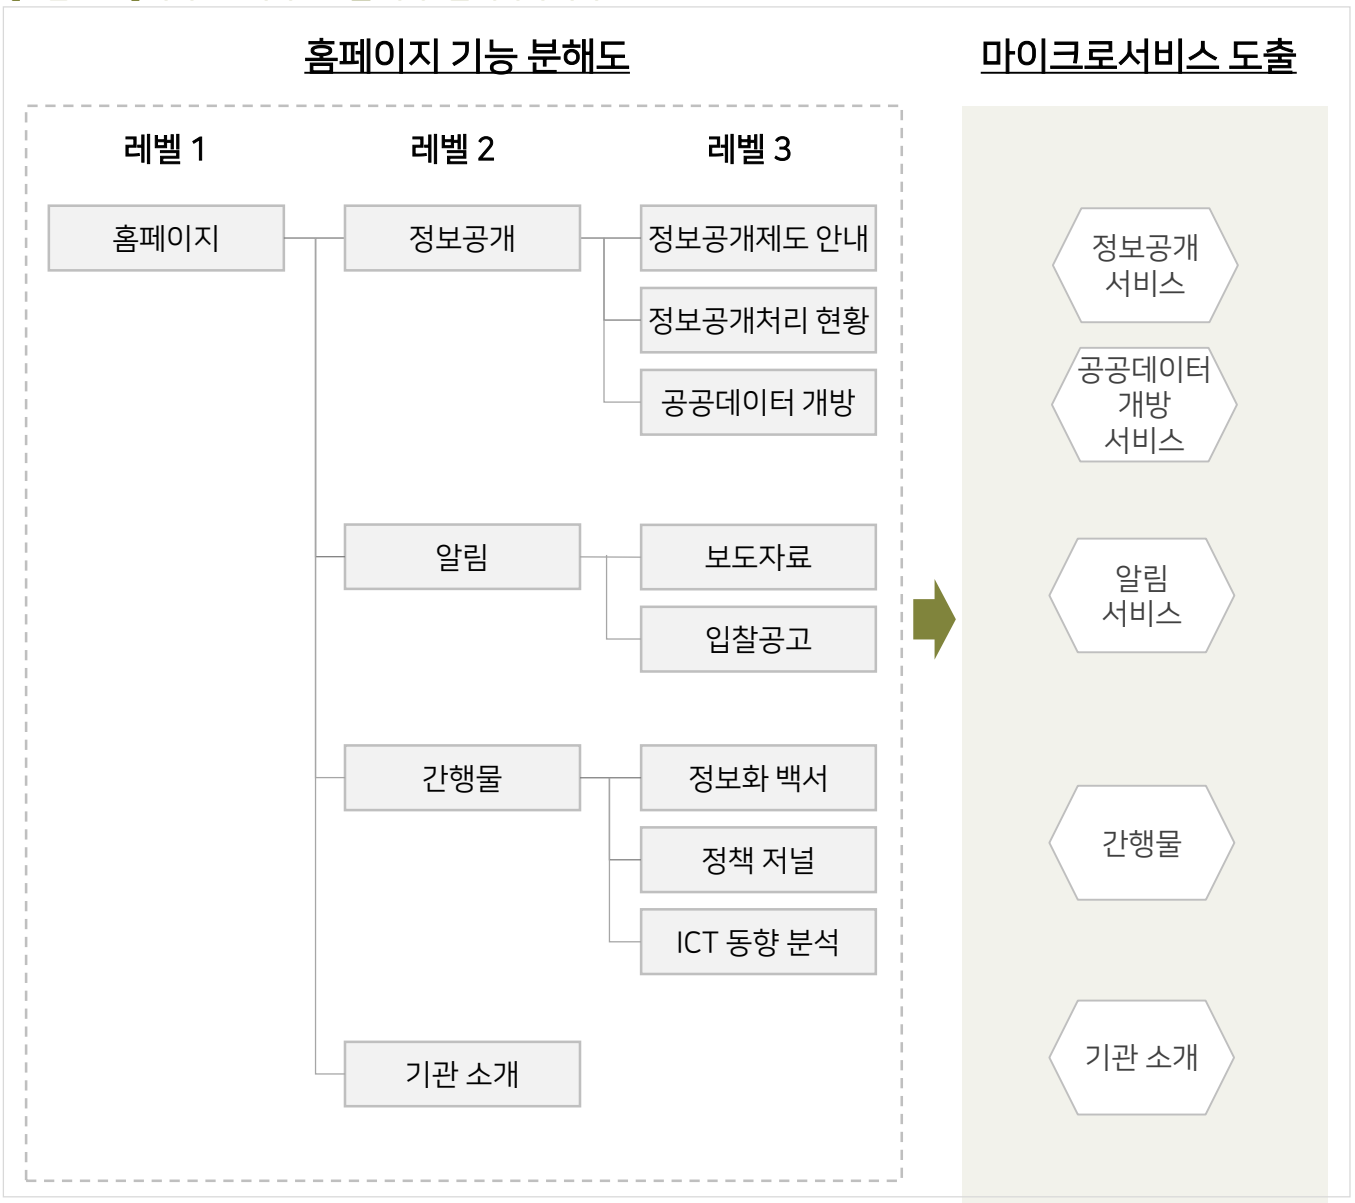 홈페이지 기능 분해도
마이크로서비스 도출
레벨 1
레벨 2
레벨 3
홈페이지
정보공개
정보공개제도 안내
정보공개처리 현황
공공데이터 개방
알림
보도자료
입찰공고
간행물
정보화 백서
정책 저널
ICT 동향 분석
기관 소개
정보공개
서비스
공공데이터
개방
서비스
알림
서비스
간행물
기관 소개